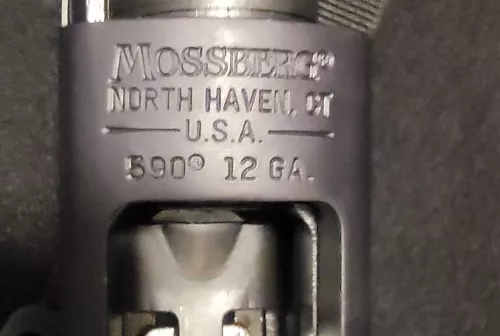 MOSSBERG®
NORTH HAVEN, CT
U.S.A.
590® 12 GA.